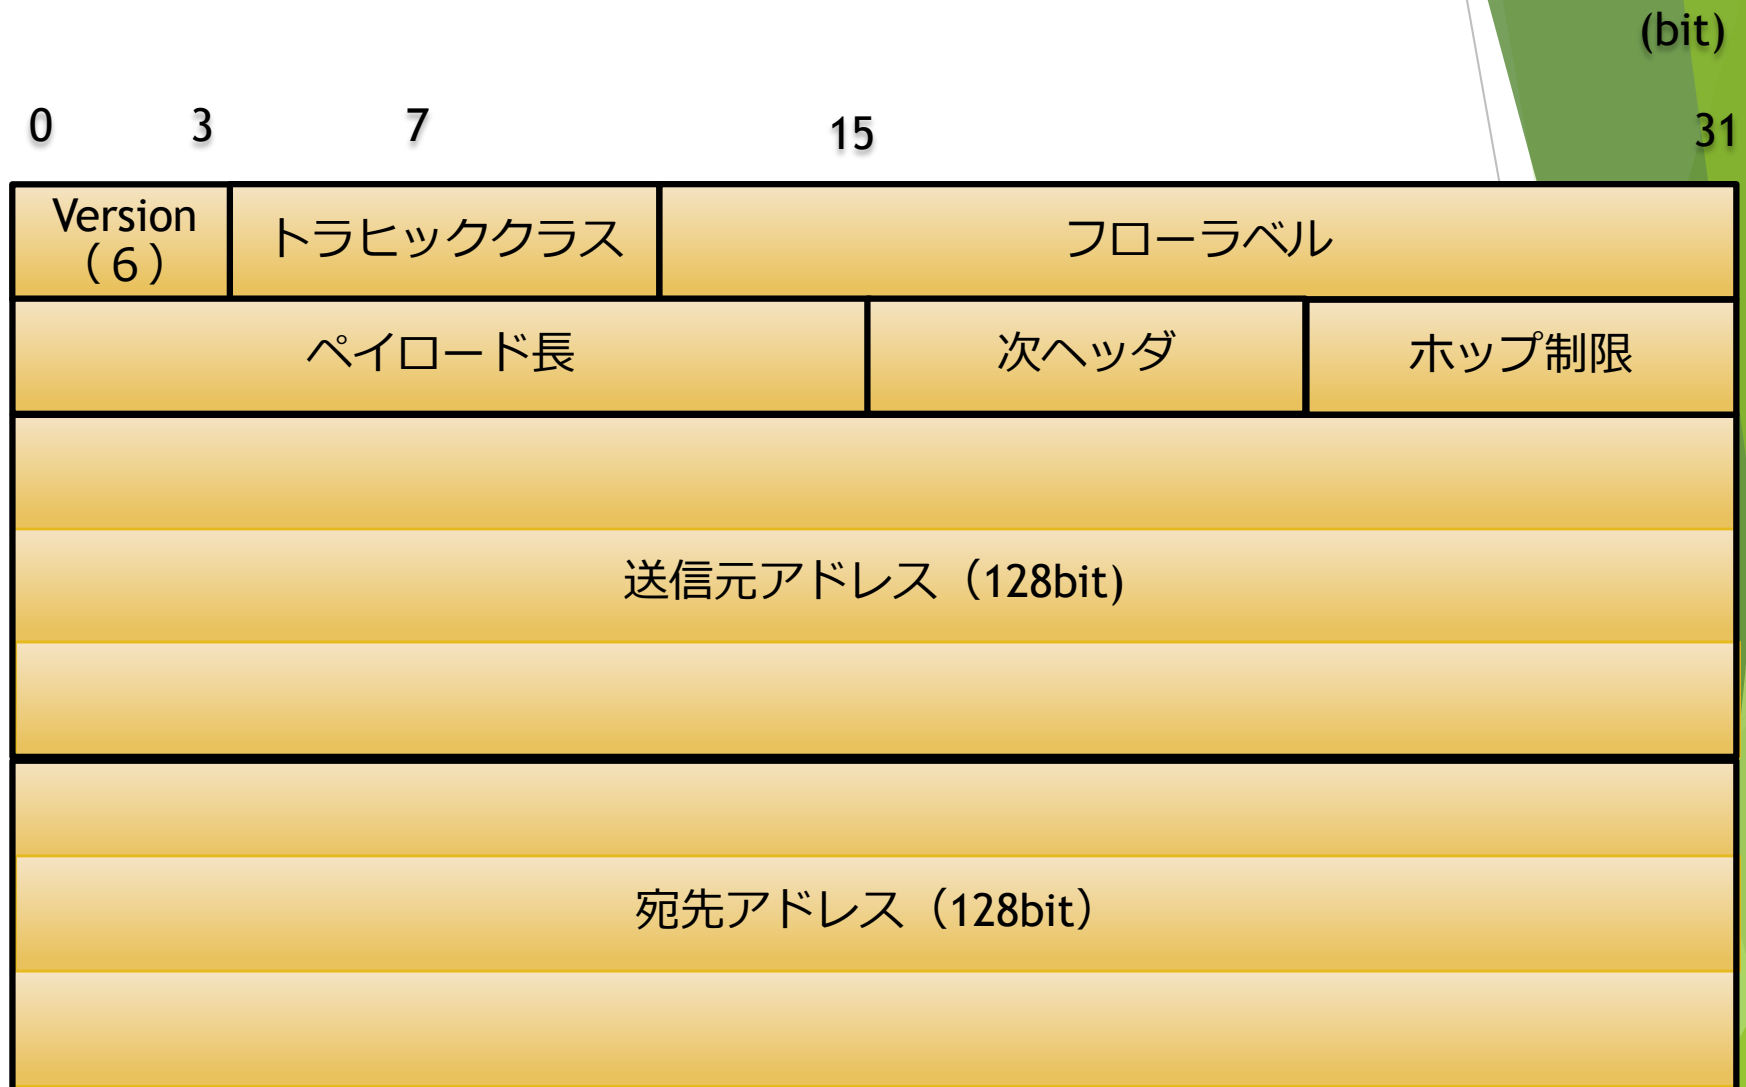 (bit)
0 3 7 15 31
Version
（６）
トラヒッククラス
フローラベル
ペイロード長
次ヘッダ
ホップ制限
送信元アドレス（128bit)
宛先アドレス（128bit）